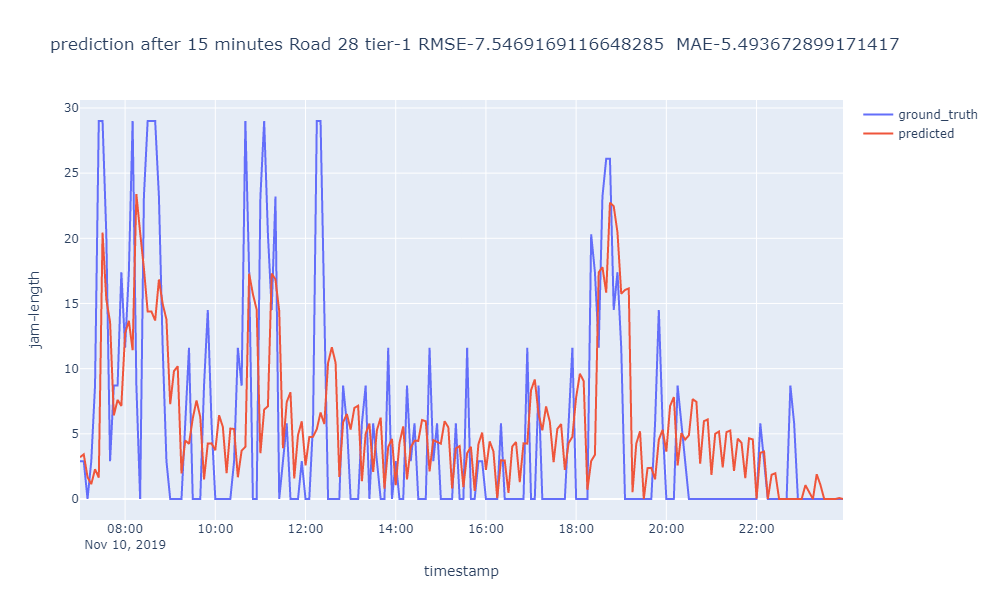 prediction after 15 minutes Road 28 tier-1 RMSE-7.5469169116648285  MAE-5.493672899171417
ground_truth
predicted
30
25
20
15
10
5
0
jam-length
08:00 10:00 12:00 14:00 16:00 18:00 20:00 22:00
Nov 10, 2019
timestamp